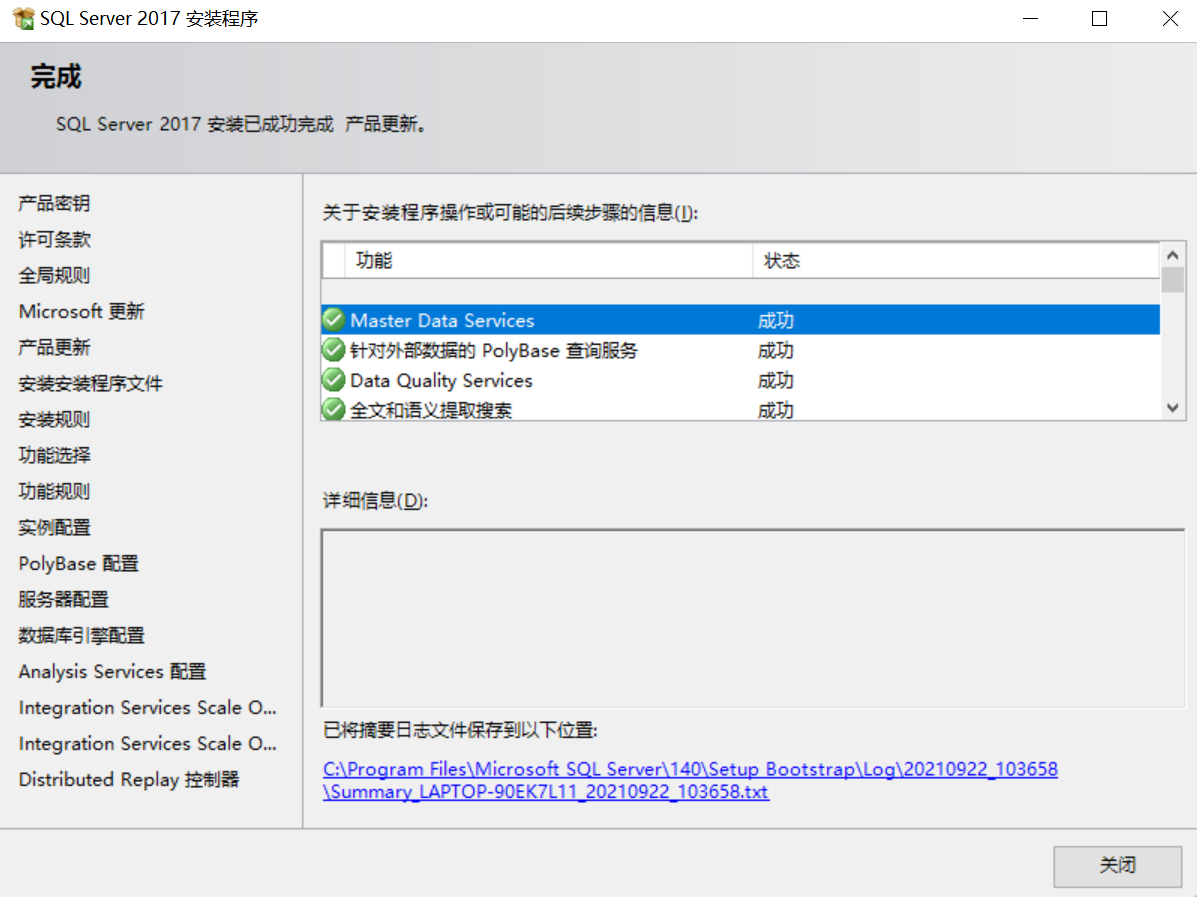 SQL Server 2017 安装程序
完成
SQL Server 2017 安装已成功完成 产品更新。
产品密钥
许可条款
全局规则
Microsoft 更新
产品更新
安装安装程序文件
安装规则
功能选择
功能规则
实例配置
PolyBase 配置
服务器配置
数据库引擎配置
Analysis Services 配置
Integration Services Scale O...
Integration Services Scale O...
Distributed Replay 控制器
关于安装程序操作或可能的后续步骤的信息(I):
功能 状态
Master Data Services 成功
针对外部数据的 PolyBase 查询服务 成功
Data Quality Services 成功
全文和语义提取搜索 成功
详细信息(D):
已将摘要日志文件保存到以下位置:
C:\Program Files\Microsoft SQL Server\140\Setup Bootstrap\Log\20210922_103658
\Summary_LAPTOP-90EK7L11_20210922_103658.txt
关闭